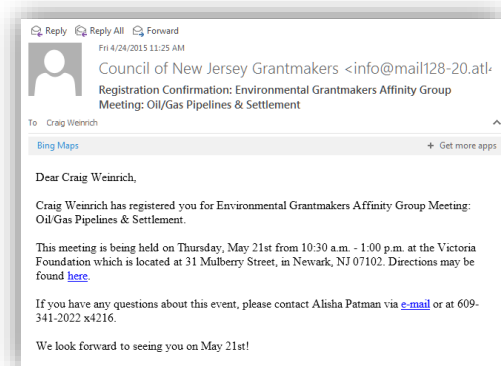 Reply Reply All Forward
Fri 4/24/2015 11:25 AM
Council of New Jersey Grantmakers <info@mail128-20.atl
Registration Confirmation: Environmental Grantmakers Affinity Group
Meeting: Oil/Gas Pipelines & Settlement
To Craig Weinrich
Bing Maps + Get more apps
Dear Craig Weinrich,
Craig Weinrich has registered you for Environmental Grantmakers Affinity Group Meeting:
Oil/Gas Pipelines & Settlement.
This meeting is being held on Thursday, May 21st from 10:30 a.m. - 1:00 p.m. at the Victoria
Foundation which is located at 31 Mulberry Street, in Newark, NJ 07102. Directions may be
found here.
If you have any questions about this event, please contact Alisha Patman via e-mail or at 609-
341-2022 x4216.
We look forward to seeing you on May 21st!